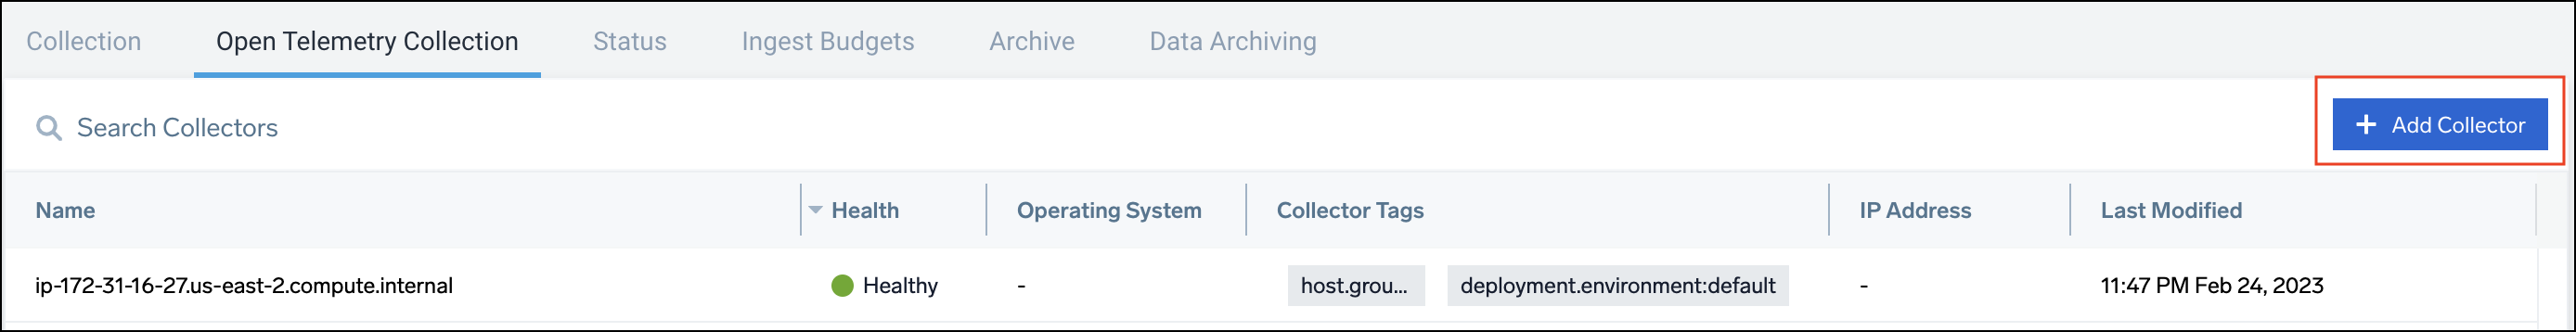 Collection Open Telemetry Collection Status Ingest Budgets Archive Data Archiving
Search Collectors + Add Collector
Name Health Operating System Collector Tags IP Address Last Modified
ip-172-31-16-27.us-east-2.compute.internal Healthy - host.grou... deployment.environment:default - 11:47 PM Feb 24, 2023